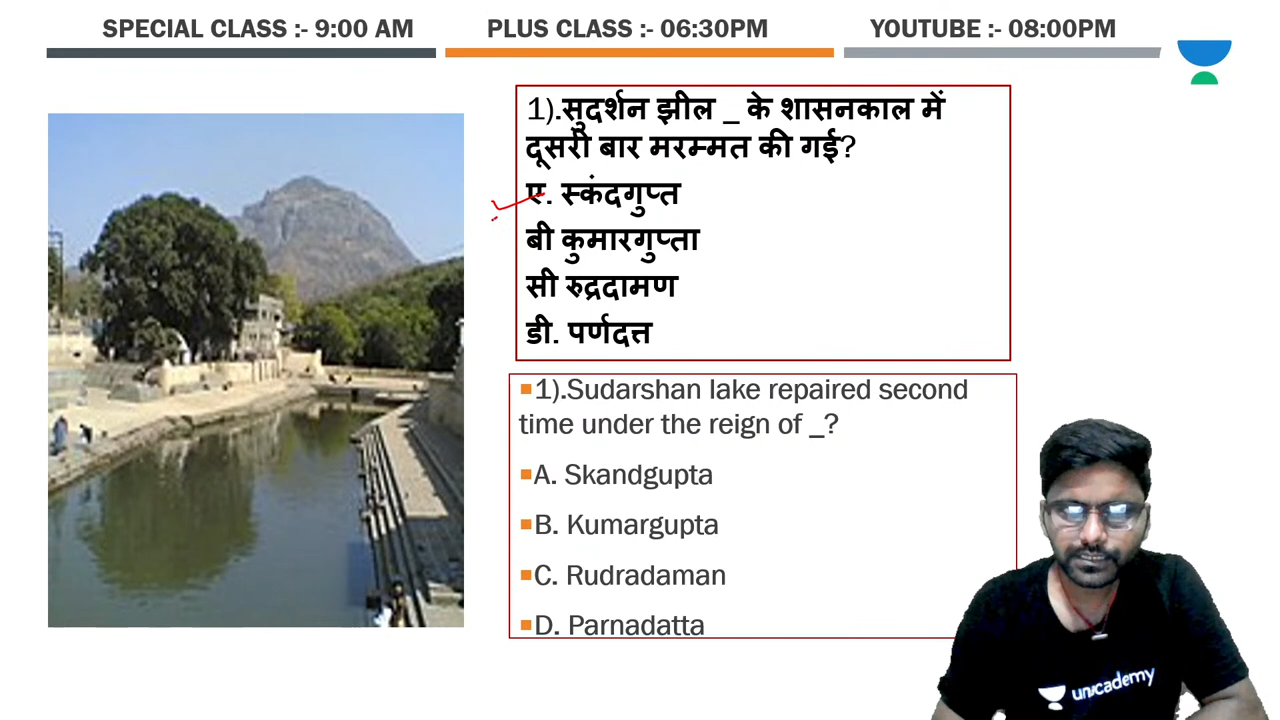 SPECIAL CLASS :- 9:00 AM
PLUS CLASS :- 06:30PM
YOUTUBE :- 08:00PM
1).सुदर्शन झील _ के शासनकाल में
दूसरी बार मरम्मत की गई?
ए. स्कंदगुप्त
बी कुमारगुप्ता
सी रुद्रदामण
डी. पर्णदत्त
1).Sudarshan lake repaired second
time under the reign of _?
A. Skandgupta
B. Kumargupta
C. Rudradaman
D. Parnadatta
unacademy